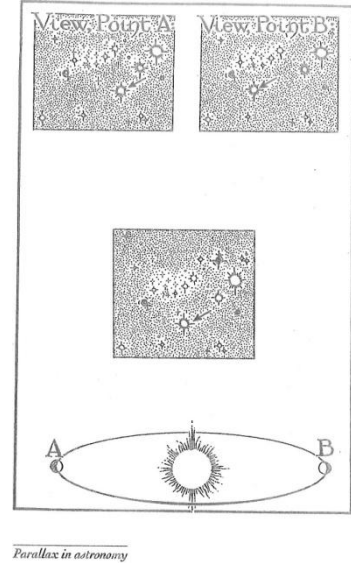 View Point A
View Point B
A
B
Parallax in astronomy